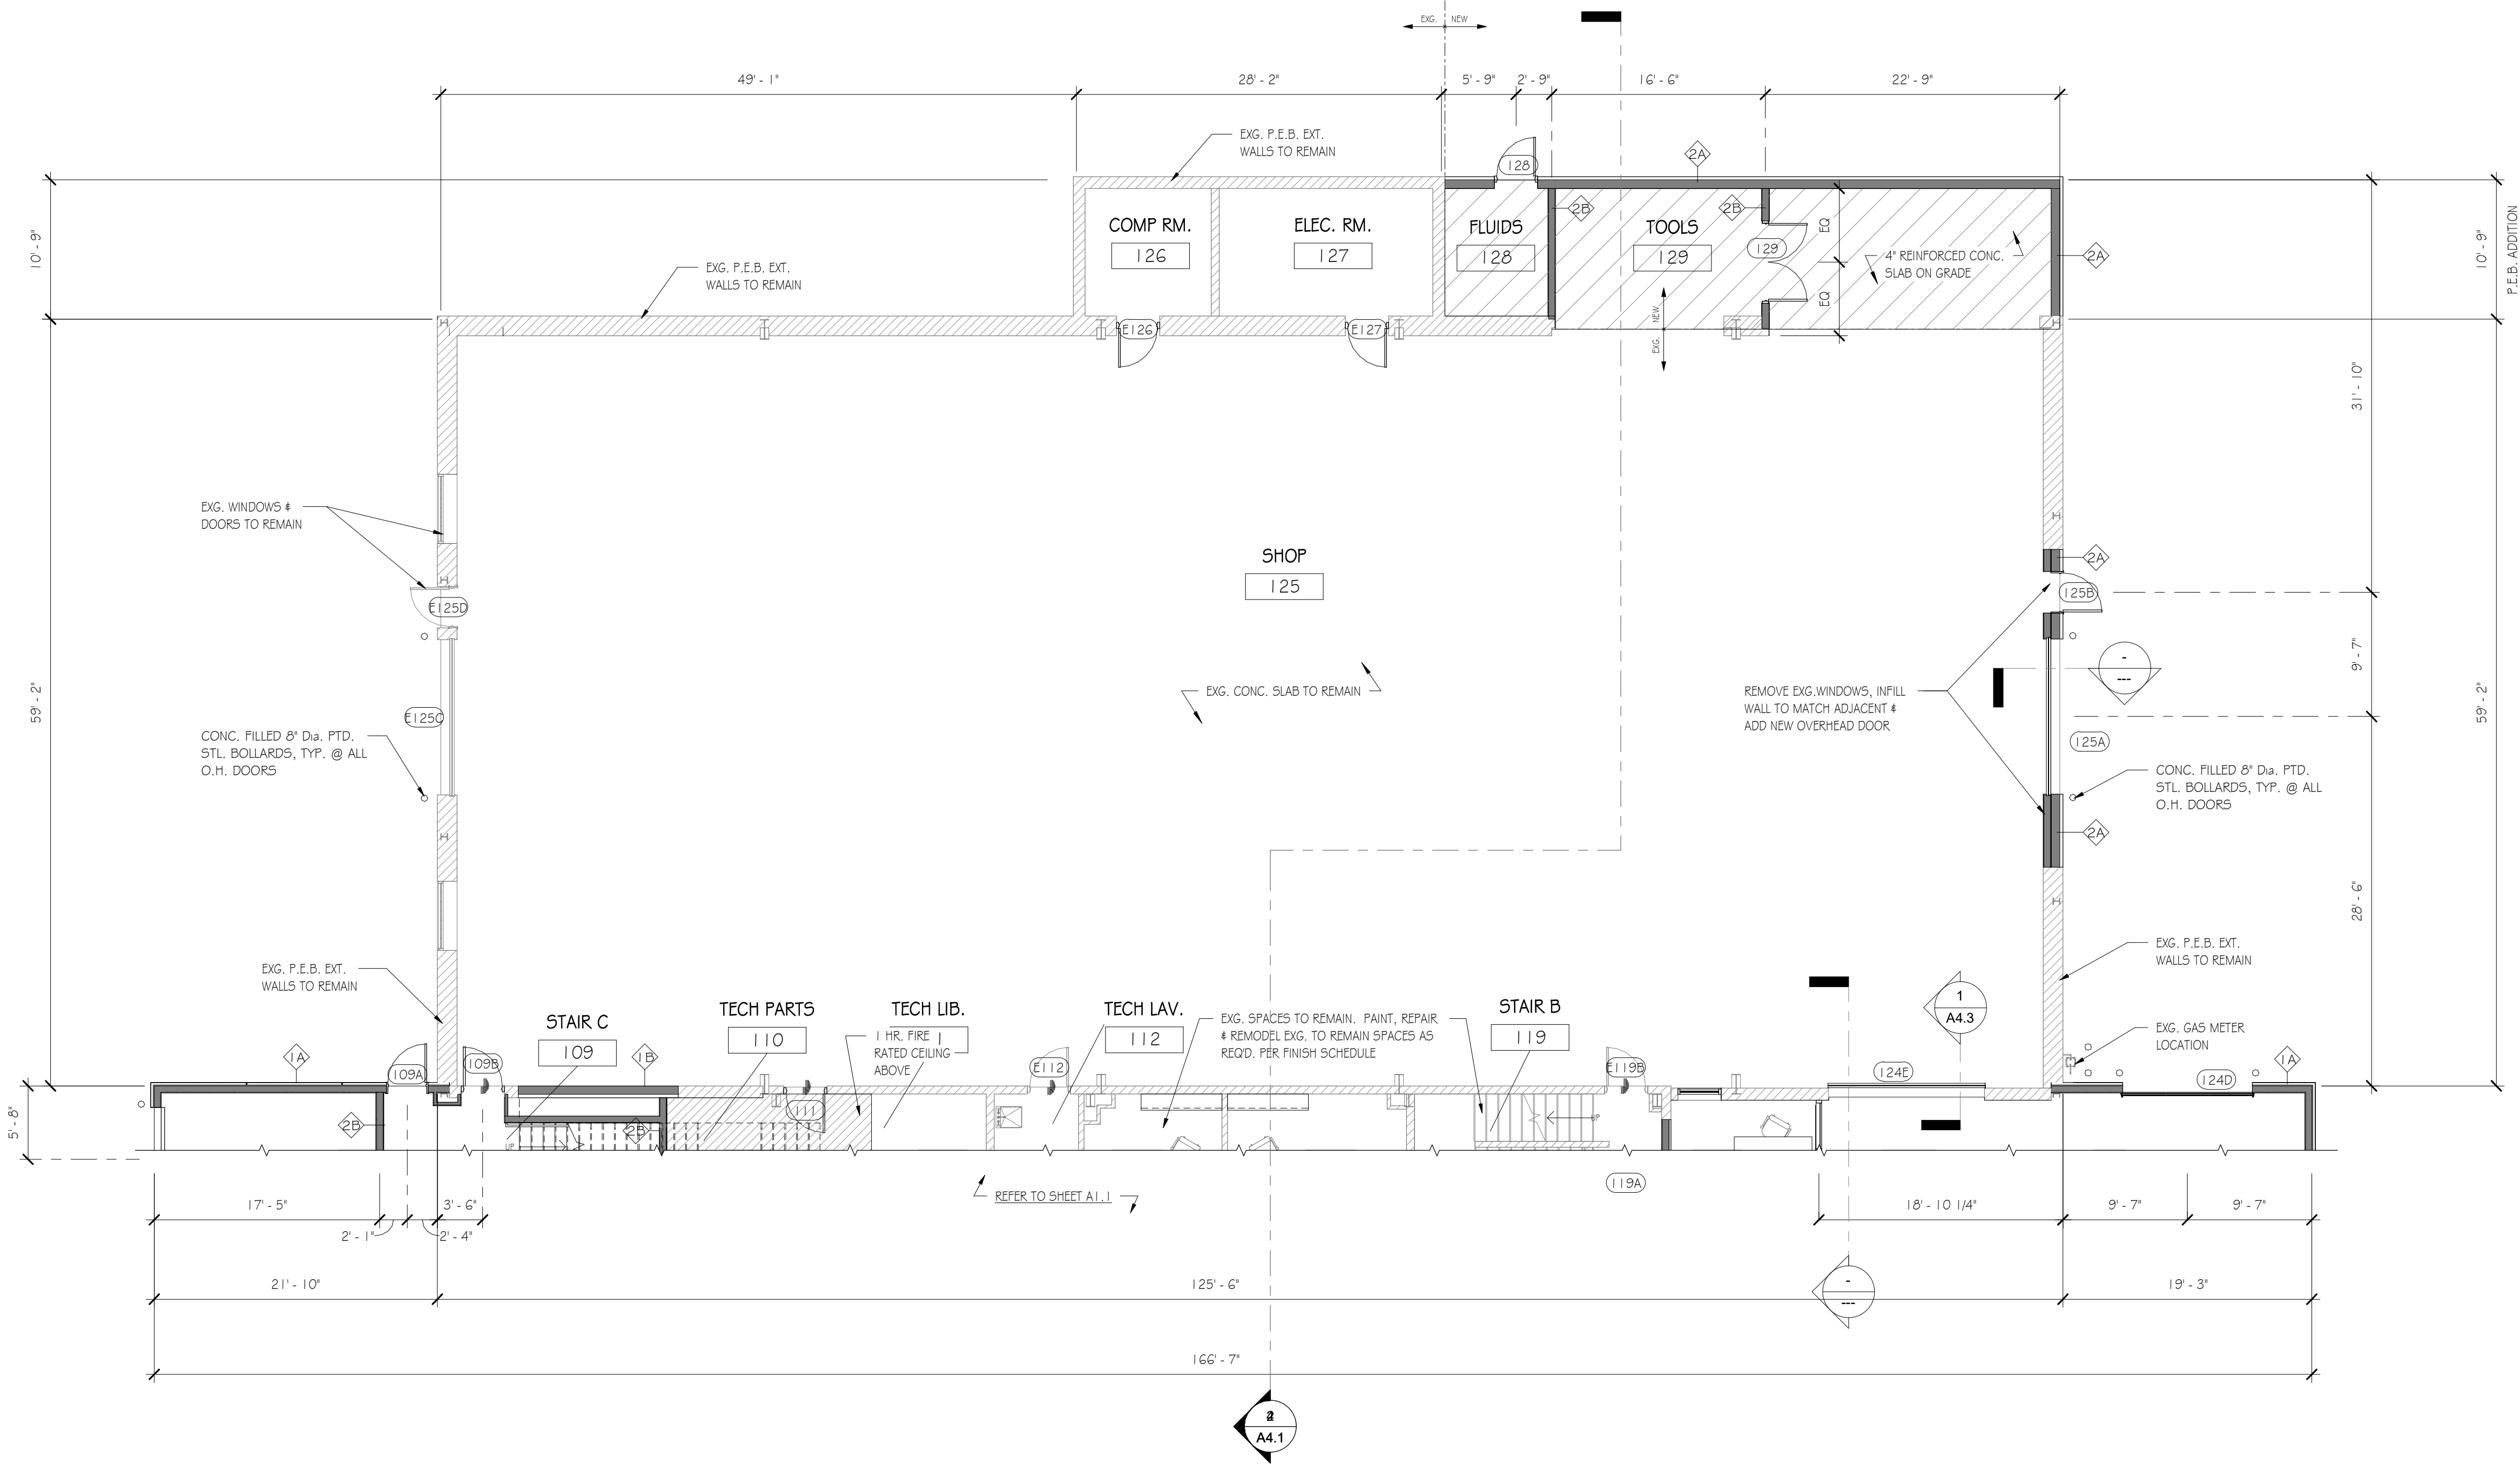 EXG. NEW
49' - 1" 28' - 2" 5' - 9" 2' - 9" 16' - 6" 22' - 9"
EXG. P.E.B. EXT.
WALLS TO REMAIN
128
2A
COMP RM.
126
ELEC. RM.
127
FLUIDS
128
2B
TOOLS
129
2B
129
EQ
EQ
4" REINFORCED CONC.
SLAB ON GRADE
2A
10' - 9"
10' - 9"
P.E.B. ADDITION
EXG. P.E.B. EXT.
WALLS TO REMAIN
E126
E127
NEW
EXG.
31' - 10"
EXG. WINDOWS &
DOORS TO REMAIN
SHOP
125
2A
E125D
125B
59' - 2"
EXG. CONC. SLAB TO REMAIN
REMOVE EXG.WINDOWS, INFILL
WALL TO MATCH ADJACENT &
ADD NEW OVERHEAD DOOR
-
---
9' - 7"
59' - 2"
E125C
125A
CONC. FILLED 8" Dia. PTD.
STL. BOLLARDS, TYP. @ ALL
O.H. DOORS
CONC. FILLED 8" Dia. PTD.
STL. BOLLARDS, TYP. @ ALL
O.H. DOORS
2A
28' - 6"
EXG. P.E.B. EXT.
WALLS TO REMAIN
EXG. P.E.B. EXT.
WALLS TO REMAIN
STAIR C
109
TECH PARTS
110
TECH LIB.
1 HR. FIRE
RATED CEILING
ABOVE
TECH LAV.
112
EXG. SPACES TO REMAIN. PAINT, REPAIR
& REMODEL EXG. TO REMAIN SPACES AS
REQ'D. PER FINISH SCHEDULE
STAIR B
119
1
A4.3
EXG. GAS METER
LOCATION
1A
109A
109B
1B
E112
E119B
124E
124D
1A
5' - 8"
2B
UP
2B
111
UP
REFER TO SHEET A1.1
119A
17' - 5" 3' - 6" 18' - 10 1/4" 9' - 7" 9' - 7"
2' - 1" 2' - 4"
21' - 10" 125' - 6" 19' - 3"
-
---
166' - 7"
A4.1